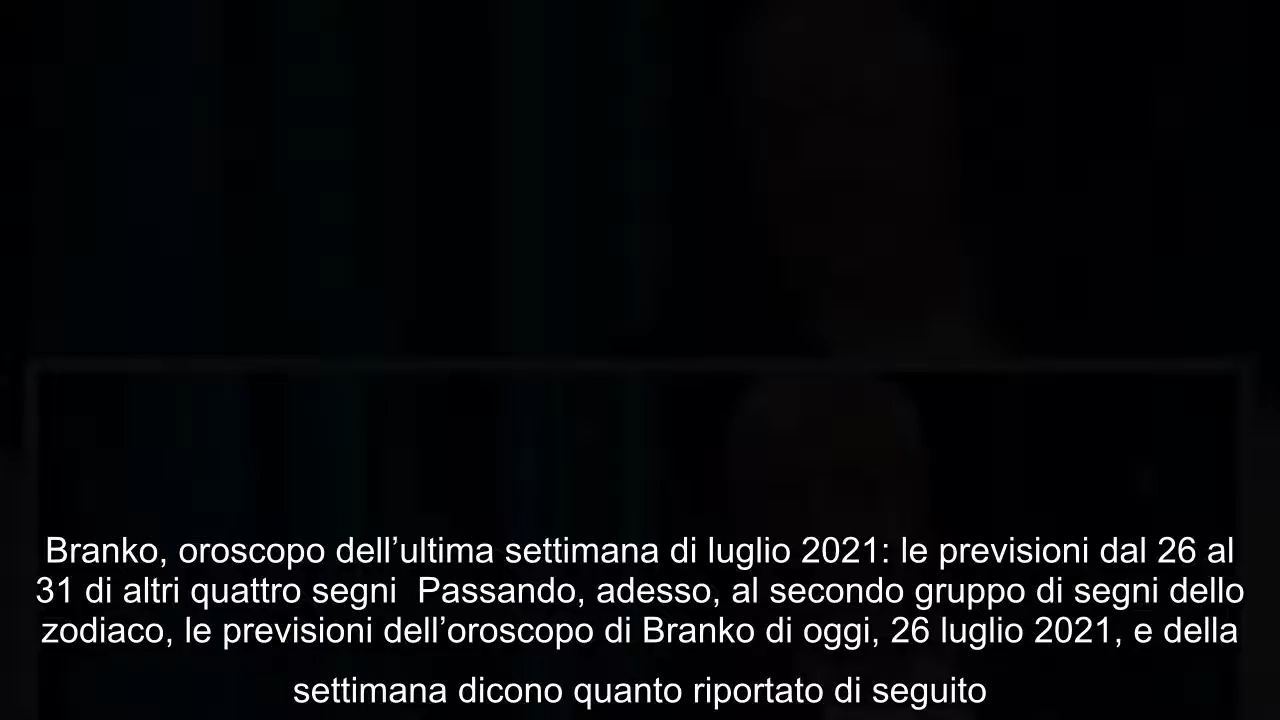 Branko, oroscopo dell’ultima settimana di luglio 2021: le previsioni dal 26 al
31 di altri quattro segni  Passando, adesso, al secondo gruppo di segni dello
zodiaco, le previsioni dell’oroscopo di Branko di oggi, 26 luglio 2021, e della
settimana dicono quanto riportato di seguito